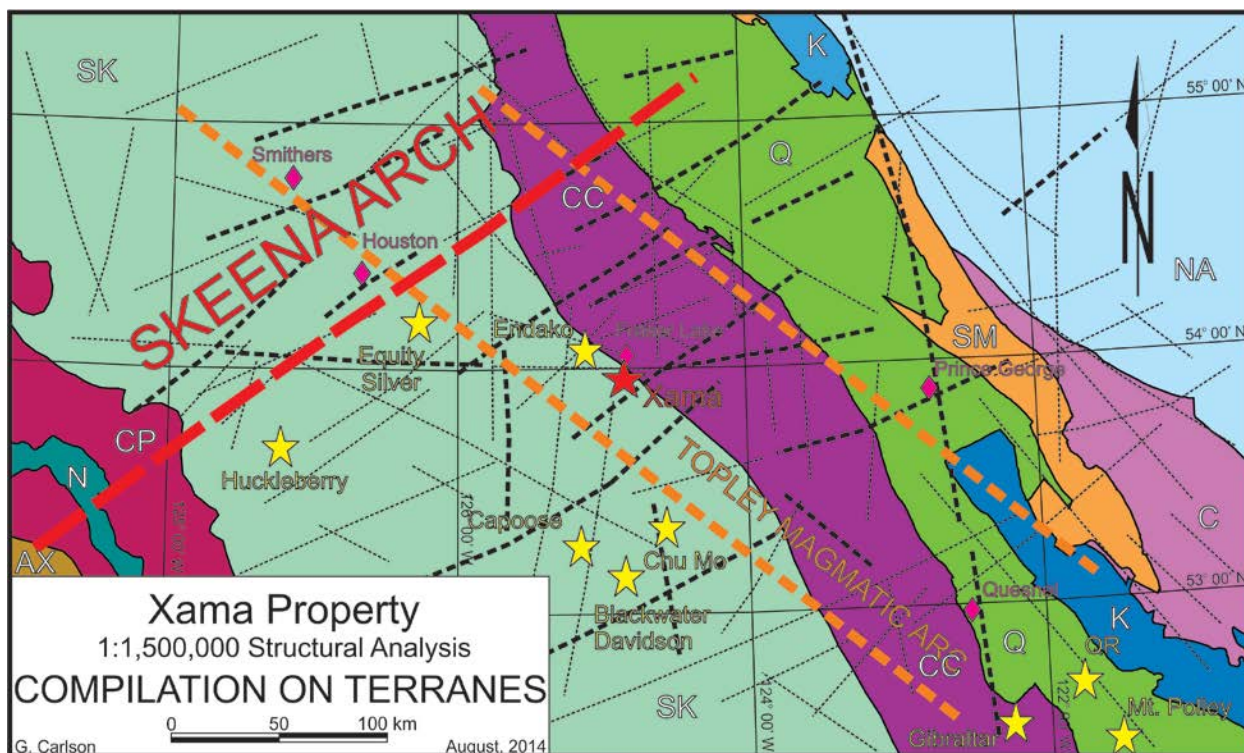 SK
K
55° 00' N
Q
Smithers
SKEENA ARCH
CC
N
NA
Houston
Endako
Fraser Lake
54° 00' N
SM
Equity
Silver
Xama
Prince George
CP
N
Huckleberry
TOPLEY MAGMATIC ARC
C
Capoose
Chu Mo
AX
53° 00' N
Blackwater
Davidson
Quesnel
K
Q
QR
CC
SK
124° 00' W
Mt. Polley
Gibraltar
Xama Property
1:1,500,000 Structural Analysis
COMPILATION ON TERRANES
0 50 100 km
G. Carlson
August, 2014